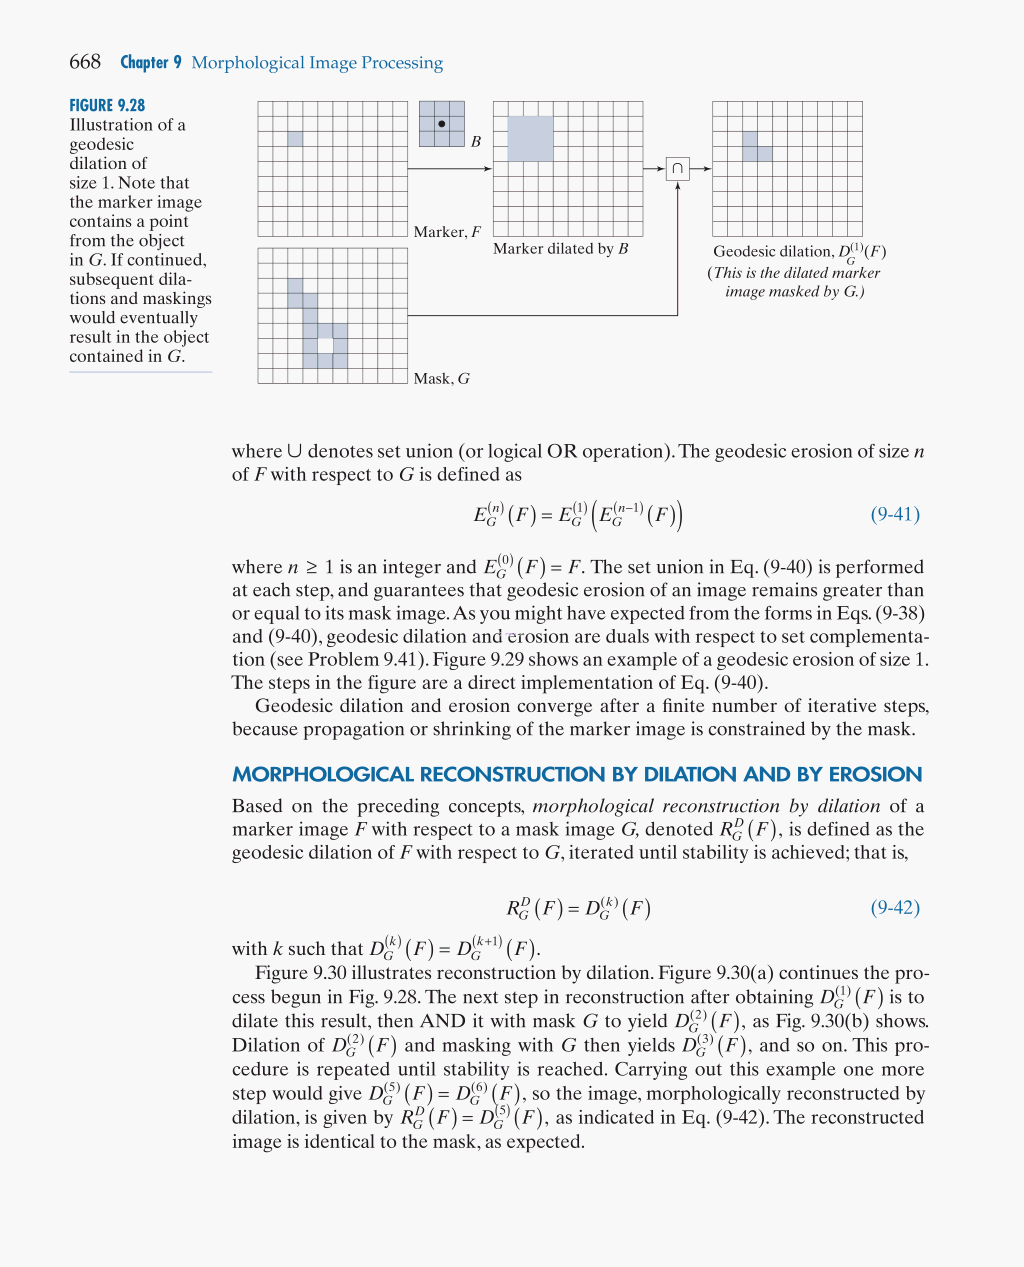 668 Chapter 9 Morphological Image Processing
FIGURE 9.28
Illustration of a
geodesic
dilation of
size 1. Note that
the marker image
contains a point
from the object
in G. If continued,
subsequent dila-
tions and maskings
would eventually
result in the object
contained in G.
B
∩
Marker, F
Marker dilated by B
Geodesic dilation, D_G^(1)(F)
(This is the dilated marker
image masked by G.)
Mask, G
where ∪ denotes set union (or logical OR operation). The geodesic erosion of size n
of F with respect to G is defined as
E_G^(n) (F) = E_G^(1) (E_G^(n−1) (F)) (9-41)
where n ≥ 1 is an integer and E_G^(0) (F) = F. The set union in Eq. (9-40) is performed
at each step, and guarantees that geodesic erosion of an image remains greater than
or equal to its mask image. As you might have expected from the forms in Eqs. (9-38)
and (9-40), geodesic dilation and erosion are duals with respect to set complementa-
tion (see Problem 9.41). Figure 9.29 shows an example of a geodesic erosion of size 1.
The steps in the figure are a direct implementation of Eq. (9-40).
Geodesic dilation and erosion converge after a finite number of iterative steps,
because propagation or shrinking of the marker image is constrained by the mask.
MORPHOLOGICAL RECONSTRUCTION BY DILATION AND BY EROSION
Based on the preceding concepts, morphological reconstruction by dilation of a
marker image F with respect to a mask image G, denoted R_G^D (F), is defined as the
geodesic dilation of F with respect to G, iterated until stability is achieved; that is,
R_G^D (F) = D_G^(k) (F) (9-42)
with k such that D_G^(k) (F) = D_G^(k+1) (F).
Figure 9.30 illustrates reconstruction by dilation. Figure 9.30(a) continues the pro-
cess begun in Fig. 9.28. The next step in reconstruction after obtaining D_G^(1) (F) is to
dilate this result, then AND it with mask G to yield D_G^(2) (F), as Fig. 9.30(b) shows.
Dilation of D_G^(2) (F) and masking with G then yields D_G^(3) (F), and so on. This pro-
cedure is repeated until stability is reached. Carrying out this example one more
step would give D_G^(5) (F) = D_G^(6) (F), so the image, morphologically reconstructed by
dilation, is given by R_G^D (F) = D_G^(5) (F), as indicated in Eq. (9-42). The reconstructed
image is identical to the mask, as expected.